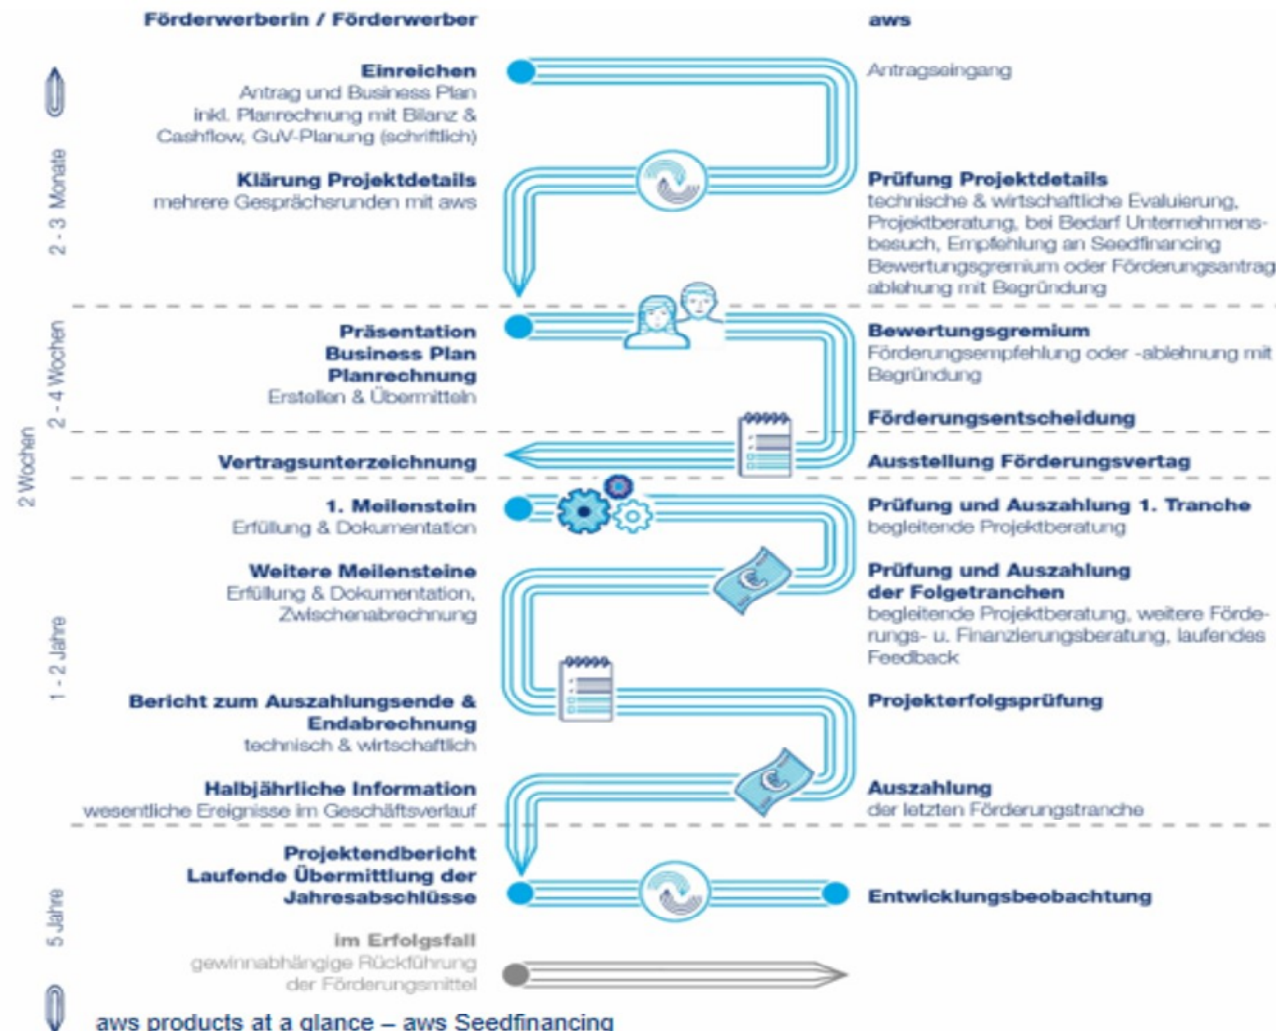 Förderwerberin / Förderwerber
aws
Einreichen
Antrag und Business Plan
inkl. Planrechnung mit Bilanz &
Cashflow, GuV-Planung (schriftlich)
Antragseingang
2 - 3 Monate
Klärung Projektdetails
mehrere Gesprächsrunden mit aws
Prüfung Projektdetails
technische & wirtschaftliche Evaluierung,
Projektberatung, bei Bedarf Unternehmens-
besuch, Empfehlung an Seedfinancing
Bewertungsgremium oder Förderungsantrag
ablehung mit Begründung
2 - 4 Wochen
Präsentation
Business Plan
Planrechnung
Erstellen & Übermitteln
Bewertungsgremium
Förderungsempfehlung oder -ablehnung mit
Begründung
Förderungsentscheidung
2 Wochen
Vertragsunterzeichnung
Ausstellung Förderungsvertag
1 - 2 Jahre
1. Meilenstein
Erfüllung & Dokumentation
Prüfung und Auszahlung 1. Tranche
begleitende Projektberatung
Weitere Meilensteine
Erfüllung & Dokumentation,
Zwischenabrechnung
Prüfung und Auszahlung
der Folgetranchen
begleitende Projektberatung, weitere Förde-
rungs- u. Finanzierungsberatung, laufendes
Feedback
Bericht zum Auszahlungsende &
Endabrechnung
technisch & wirtschaftlich
Projekterfolgsprüfung
Halbjährliche Information
wesentliche Ereignisse im Geschäftsverlauf
Auszahlung
der letzten Förderungstranche
5 Jahre
Projektendbericht
Laufende Übermittlung der
Jahresabschlüsse
Entwicklungsbeobachtung
im Erfolgsfall
gewinnabhängige Rückführung
der Förderungsmittel
aws products at a glance – aws Seedfinancing